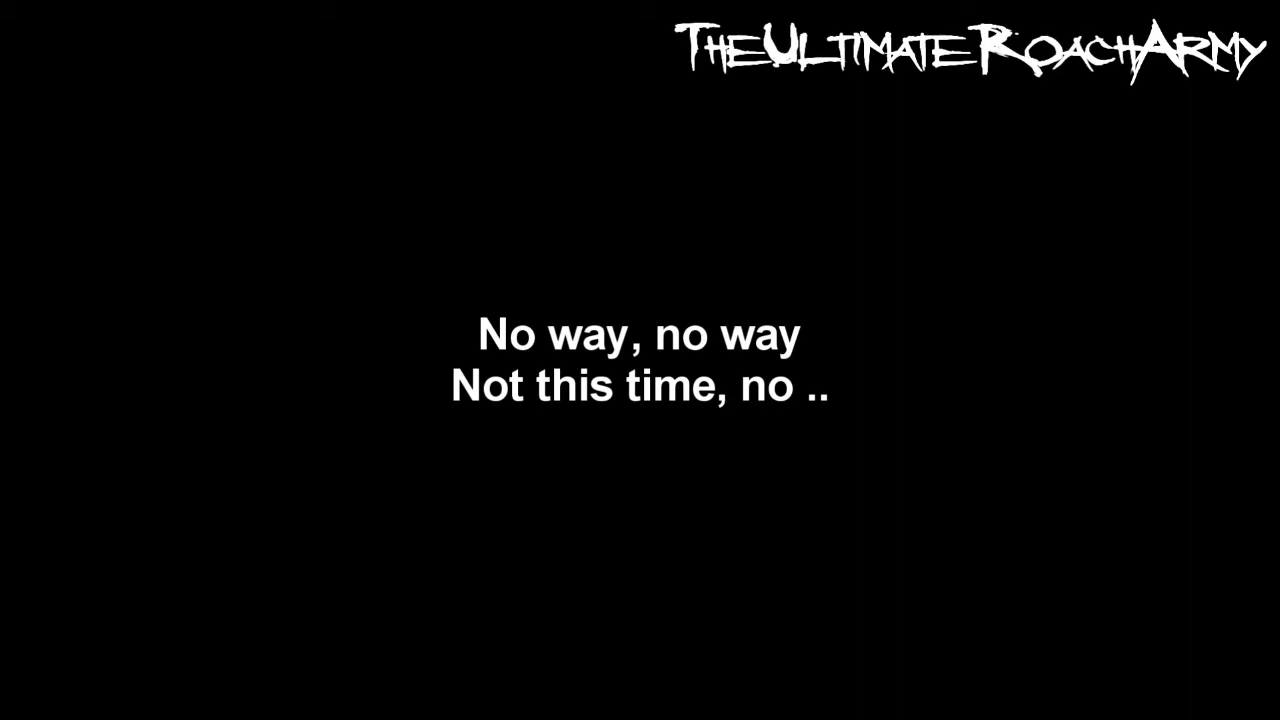 TheUltimateRoachArmy
No way, no way
Not this time, no ..